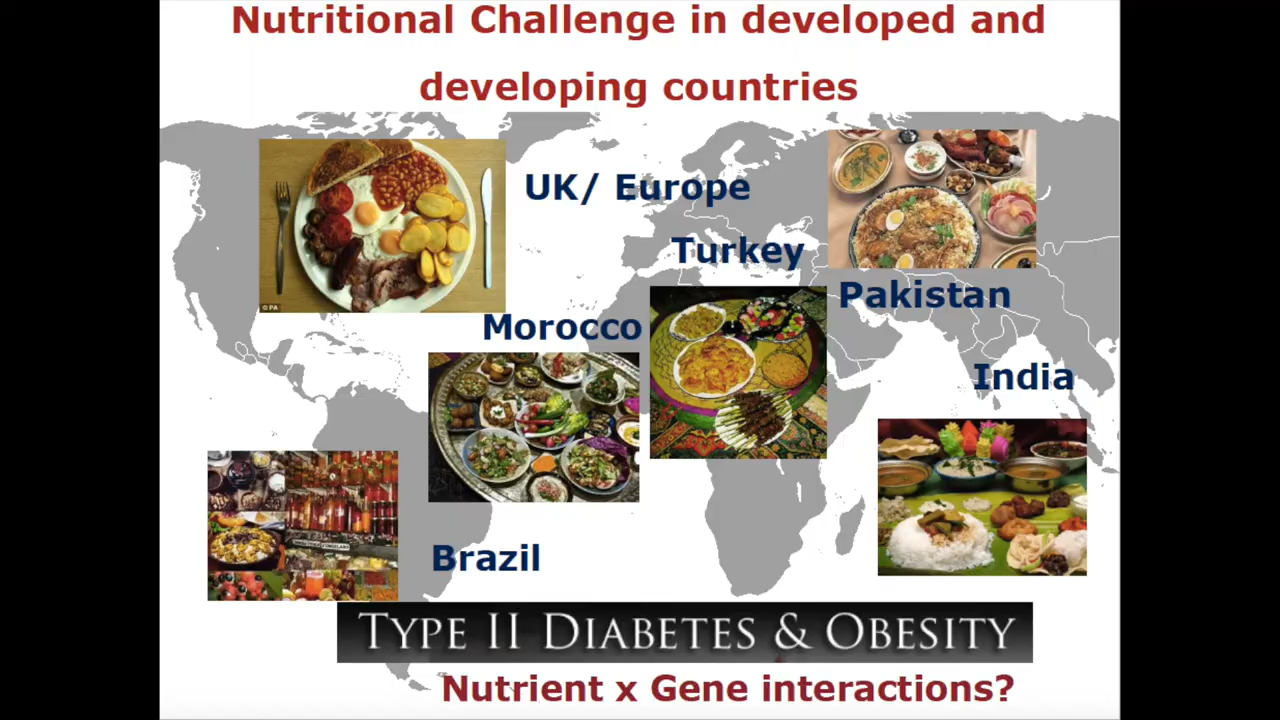 Nutritional Challenge in developed and
developing countries
UK/ Europe
Turkey
Pakistan
© PA
Morocco
India
Brazil
TYPE II DIABETES & OBESITY
Nutrient x Gene interactions?